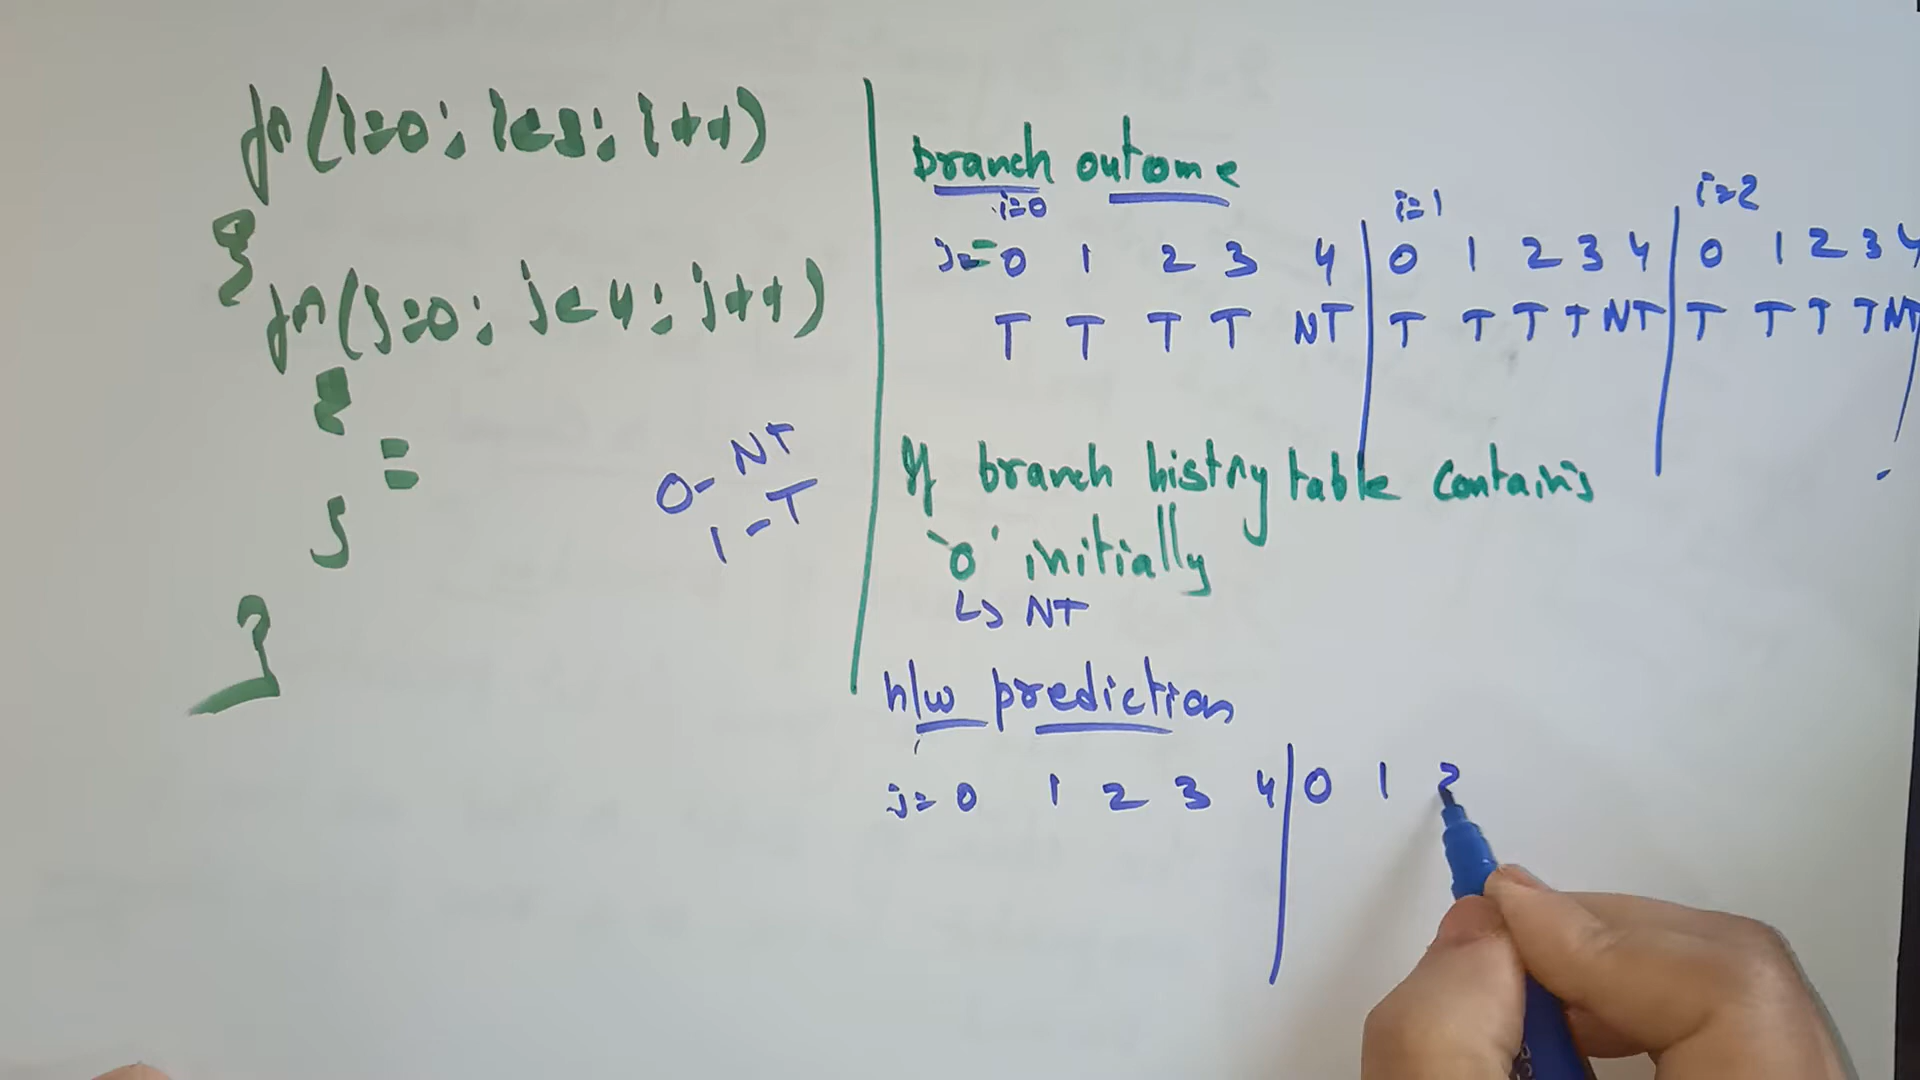 for(i=0; i<3; i++)
{
for(j=0; j<4; j++)
{
=
}
}
0- NT
1 - T
branch outcome
i=0 i=1 i=2
j=0 1 2 3 4 0 1 2 3 4 0 1 2 3 4
T T T T NT T T T T NT T T T T NT
If branch history table contains
'0' initially
↳ NT
h/w prediction
j= 0 1 2 3 4 0 1 2